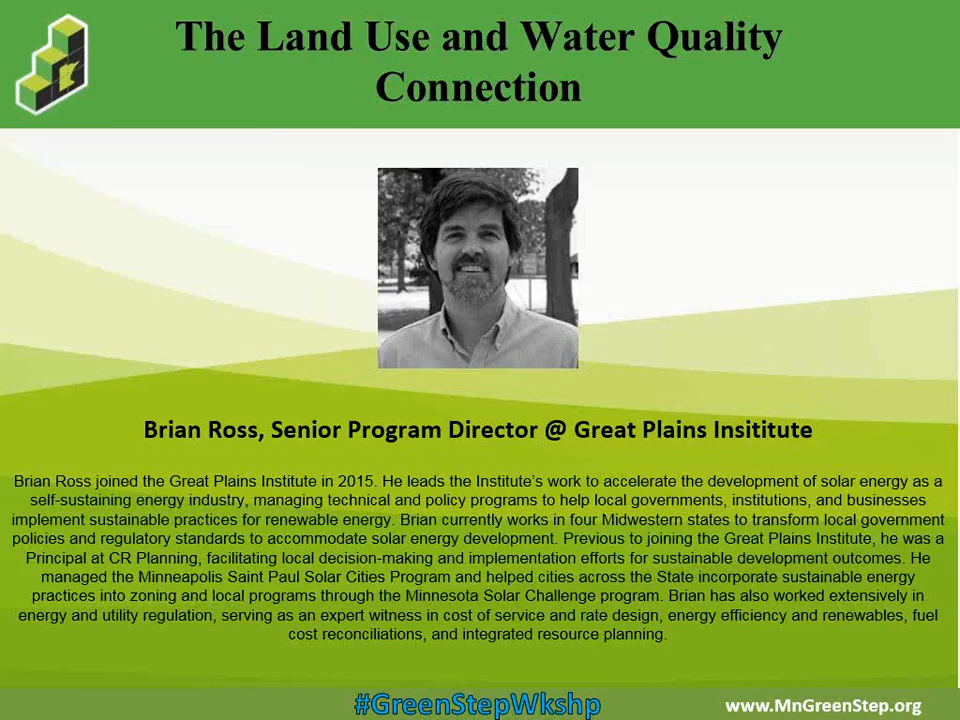 The Land Use and Water Quality
Connection
Brian Ross, Senior Program Director @ Great Plains Insititute
Brian Ross joined the Great Plains Institute in 2015. He leads the Institute’s work to accelerate the development of solar energy as a
self-sustaining energy industry, managing technical and policy programs to help local governments, institutions, and businesses
implement sustainable practices for renewable energy. Brian currently works in four Midwestern states to transform local government
policies and regulatory standards to accommodate solar energy development. Previous to joining the Great Plains Institute, he was a
Principal at CR Planning, facilitating local decision-making and implementation efforts for sustainable development outcomes. He
managed the Minneapolis Saint Paul Solar Cities Program and helped cities across the State incorporate sustainable energy
practices into zoning and local programs through the Minnesota Solar Challenge program. Brian has also worked extensively in
energy and utility regulation, serving as an expert witness in cost of service and rate design, energy efficiency and renewables, fuel
cost reconciliations, and integrated resource planning.
#GreenStepWkshp
www.MnGreenStep.org